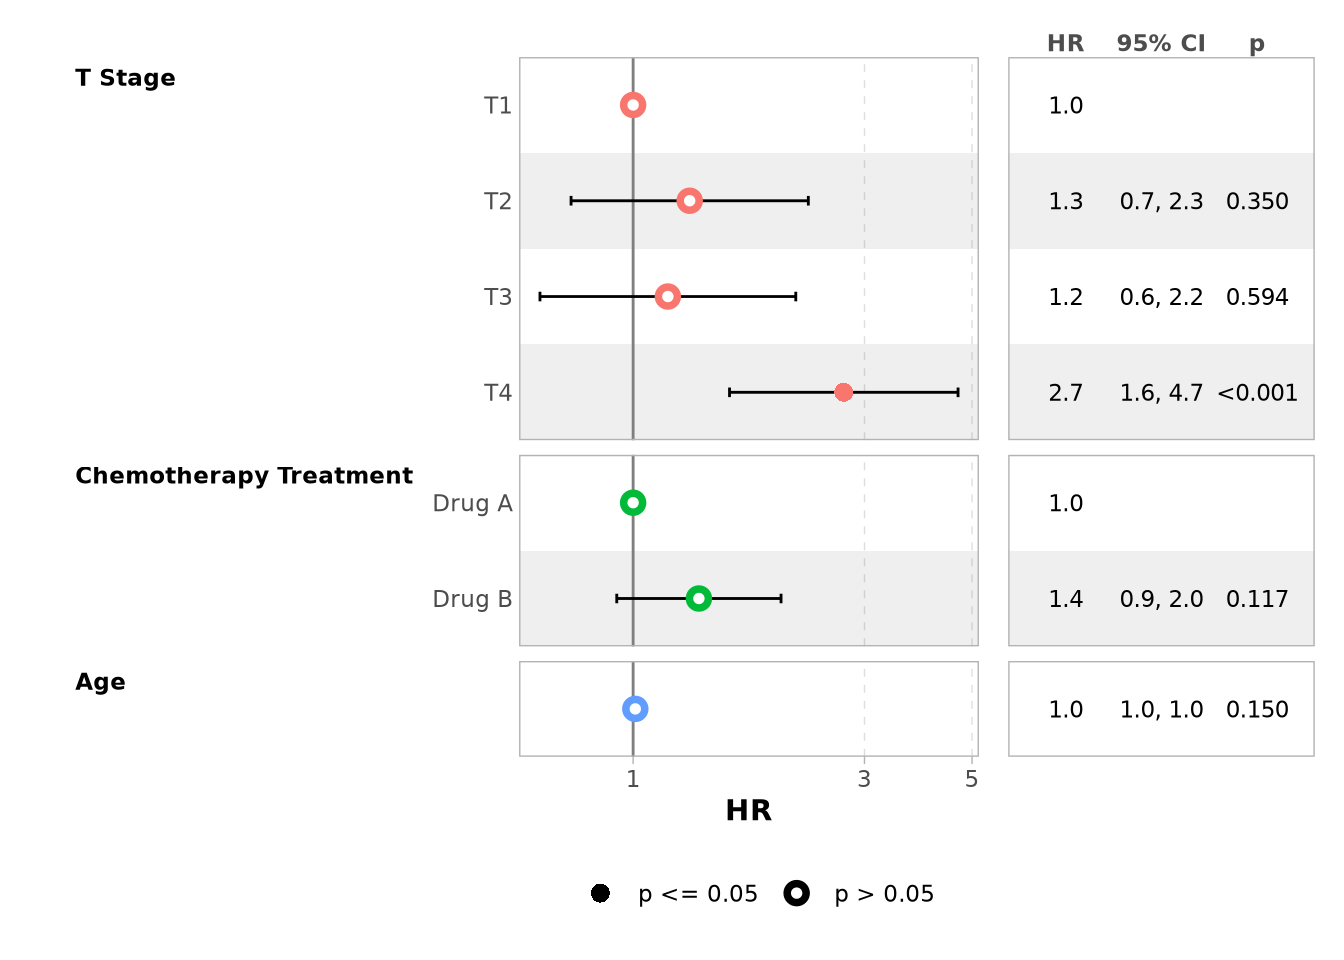 HR 95% CI p
T Stage
T1 1.0
T2 1.3 0.7, 2.3 0.350
T3 1.2 0.6, 2.2 0.594
T4 2.7 1.6, 4.7 <0.001
Chemotherapy Treatment
Drug A 1.0
Drug B 1.4 0.9, 2.0 0.117
Age
1.0 1.0, 1.0 0.150
1 3 5
HR
p <= 0.05 p > 0.05